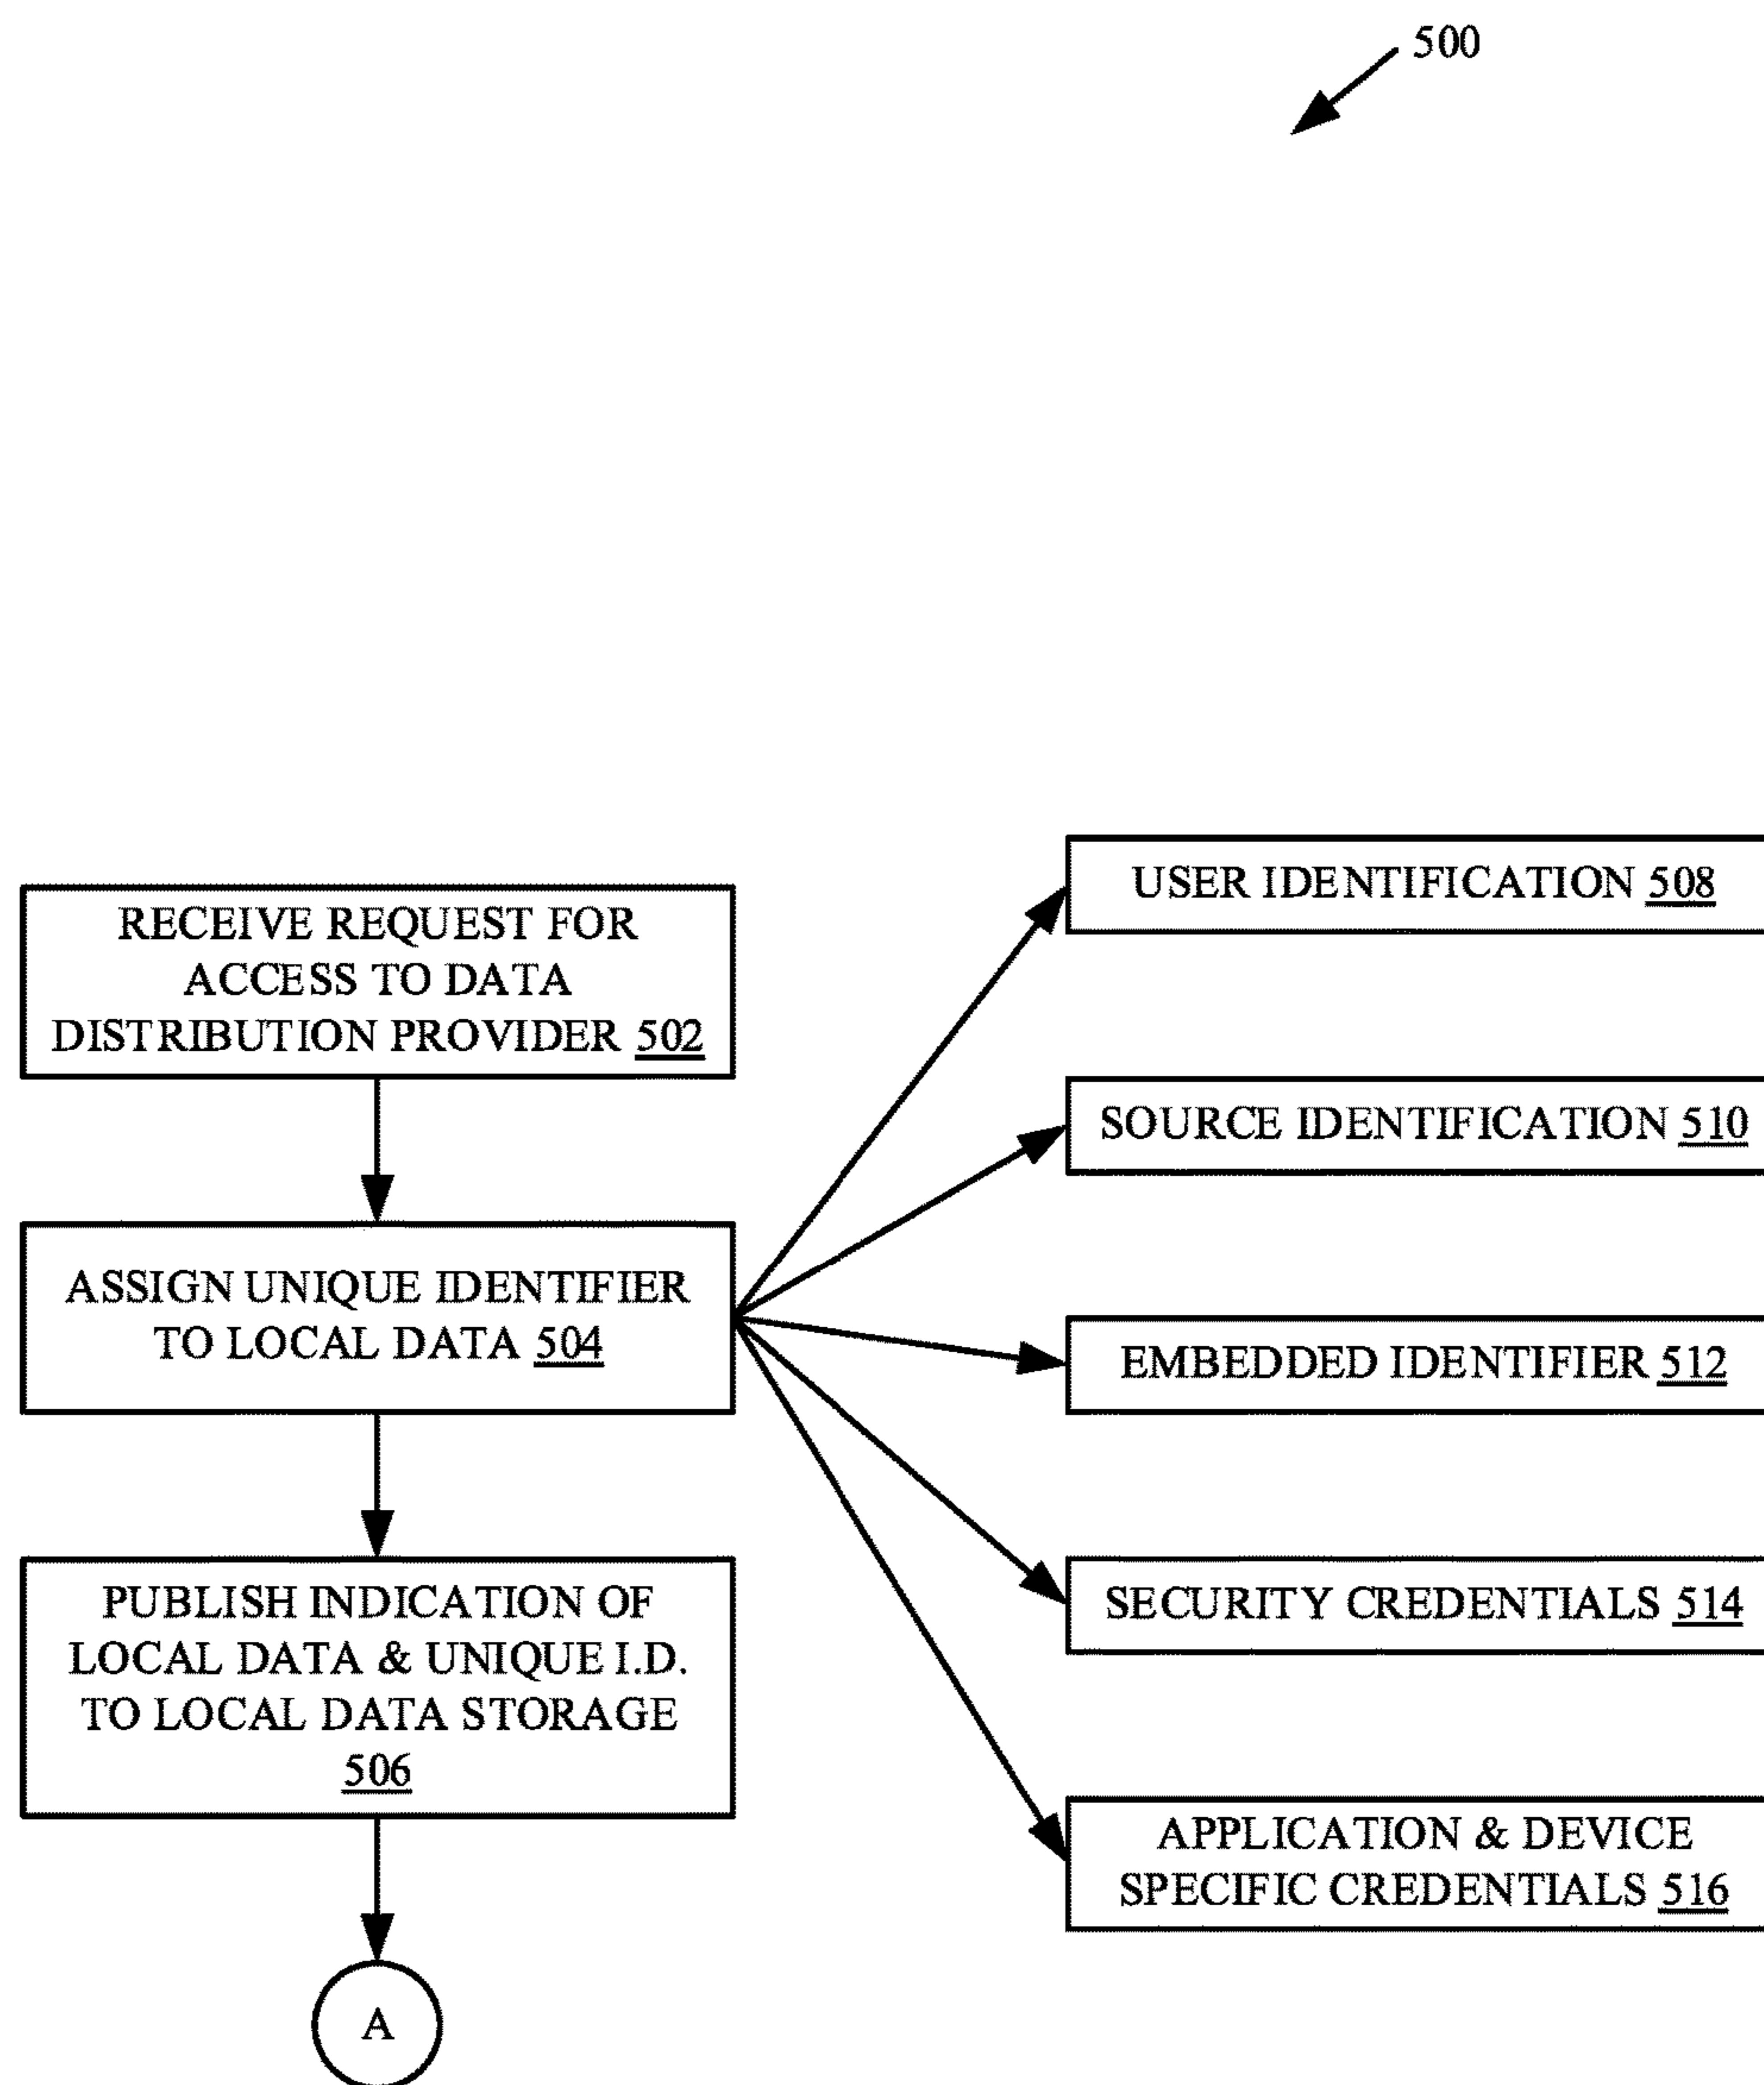 500
RECEIVE REQUEST FOR
ACCESS TO DATA
DISTRIBUTION PROVIDER 502
ASSIGN UNIQUE IDENTIFIER
TO LOCAL DATA 504
PUBLISH INDICATION OF
LOCAL DATA & UNIQUE I.D.
TO LOCAL DATA STORAGE
506
A
USER IDENTIFICATION 508
SOURCE IDENTIFICATION 510
EMBEDDED IDENTIFIER 512
SECURITY CREDENTIALS 514
APPLICATION & DEVICE
SPECIFIC CREDENTIALS 516